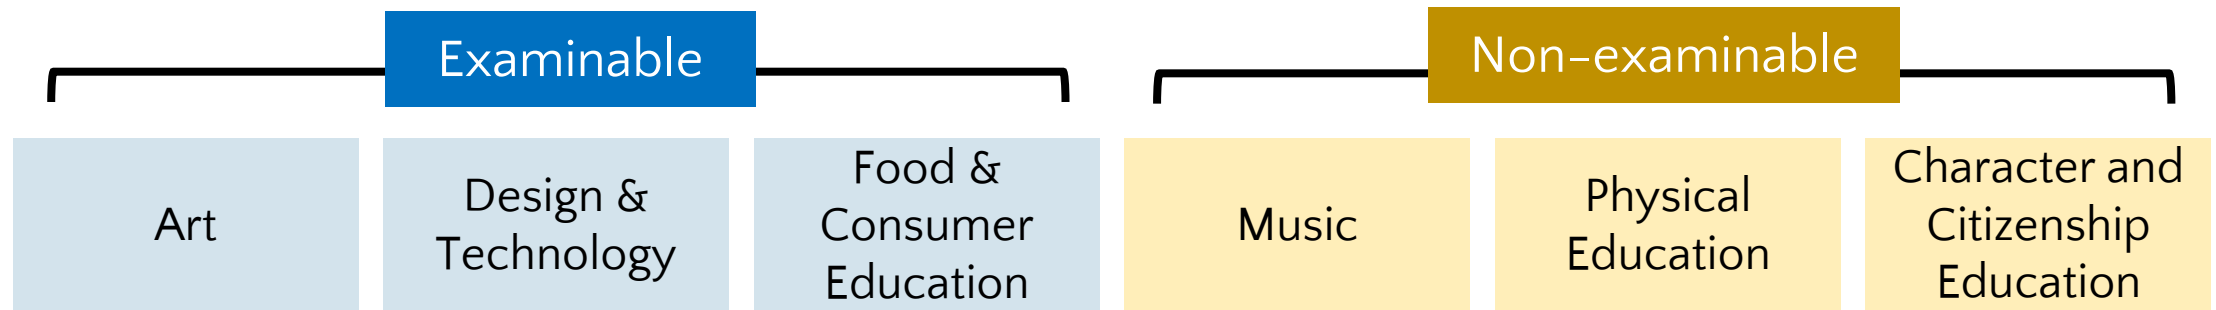 Examinable
Non-examinable
Art
Design &
Technology
Food &
Consumer
Education
Music
Physical
Education
Character and
Citizenship
Education